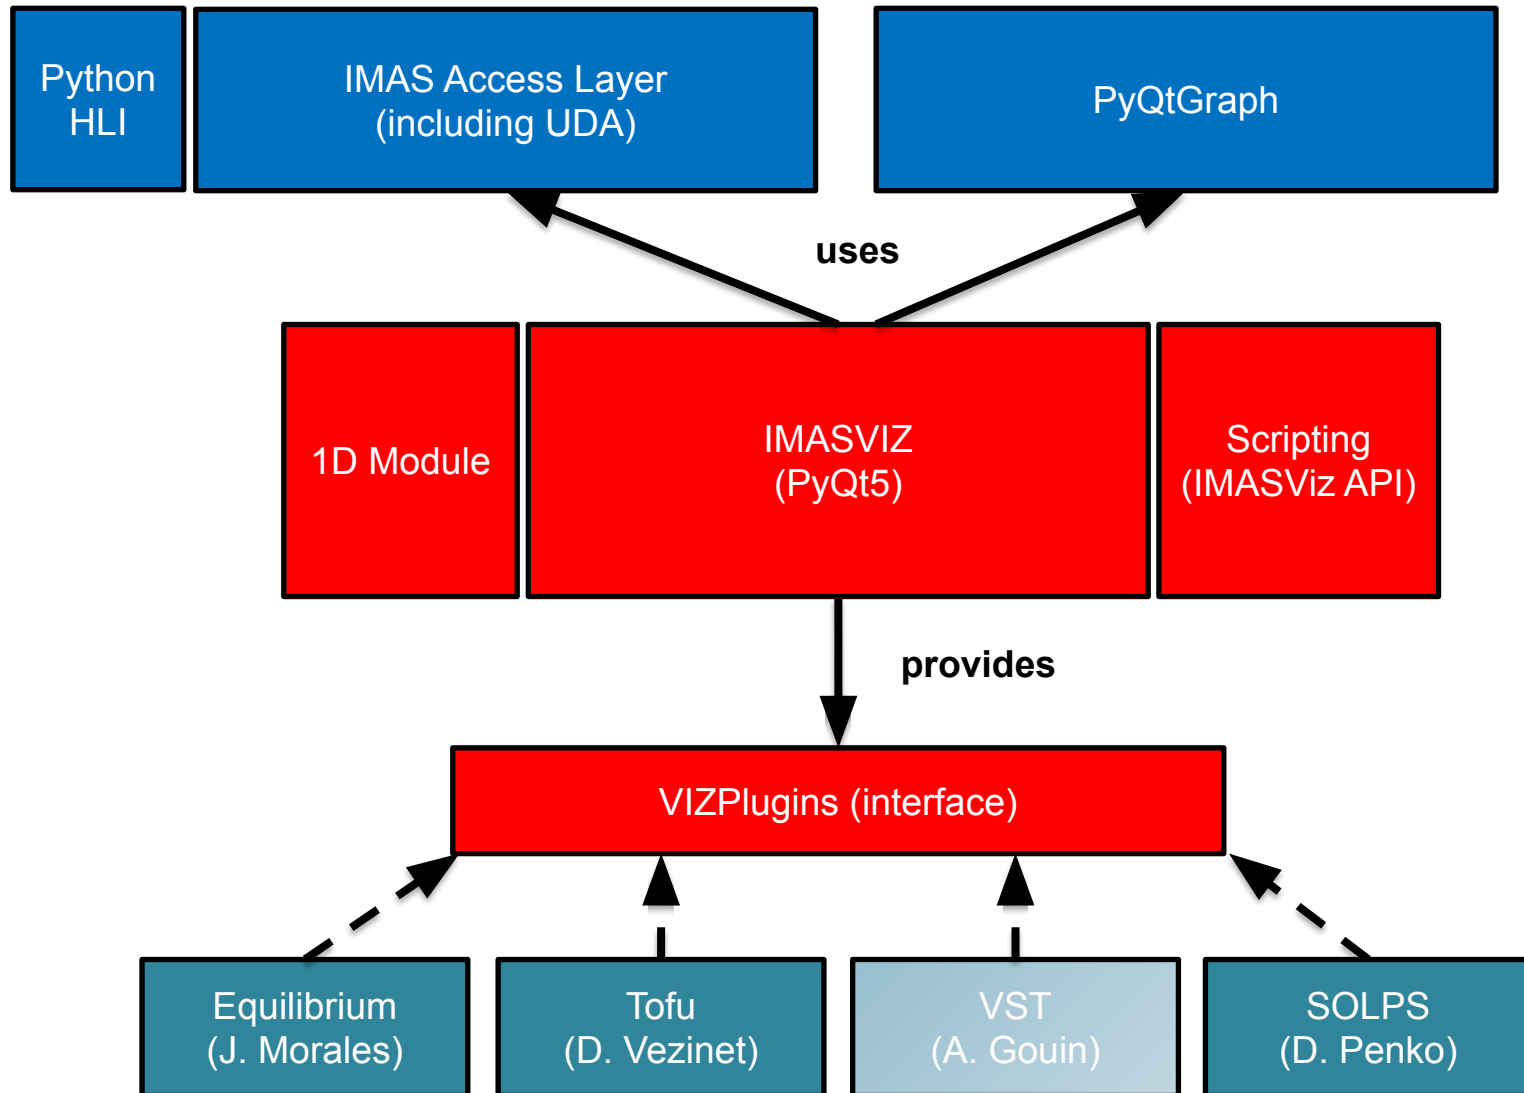 Python
HLI
IMAS Access Layer
(including UDA)
PyQtGraph
uses
1D Module
IMASVIZ
(PyQt5)
Scripting
(IMASViz API)
provides
VIZPlugins (interface)
Equilibrium
(J. Morales)
Tofu
(D. Vezinet)
VST
(A. Gouin)
SOLPS
(D. Penko)